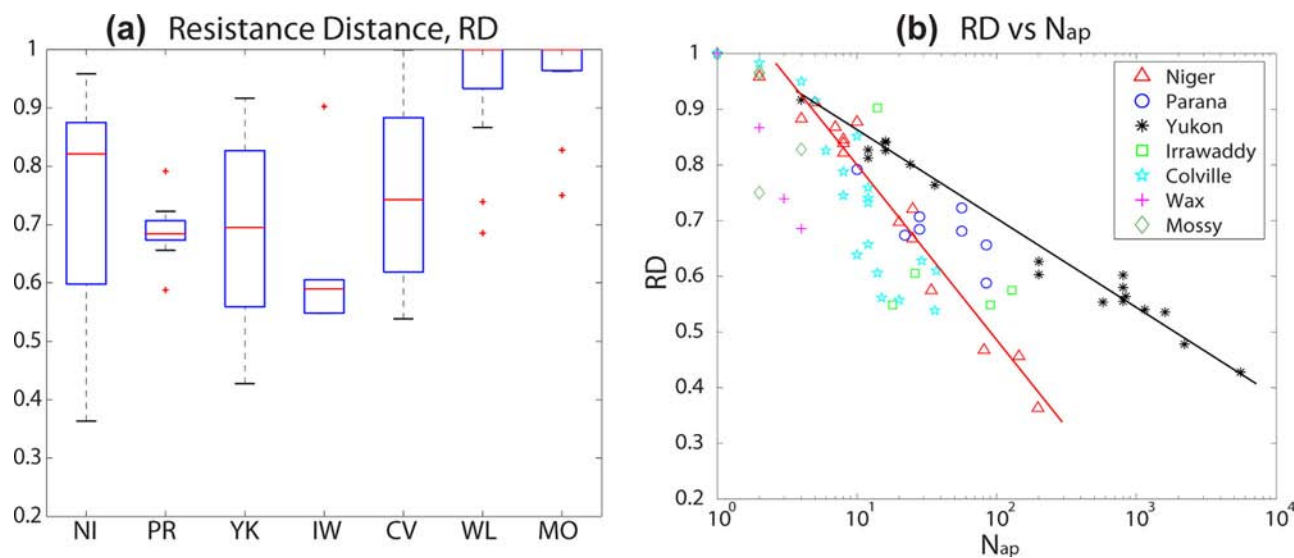 (a) Resistance Distance, RD
1
0.9
0.8
0.7
0.6
0.5
0.4
0.3
0.2
NI PR YK IW CV WL MO
(b) RD vs Nap
RD
1
0.9
0.8
0.7
0.6
0.5
0.4
0.3
0.2
10⁰ 10¹ 10² 10³ 10⁴
Nap
Niger
Parana
Yukon
Irrawaddy
Colville
Wax
Mossy